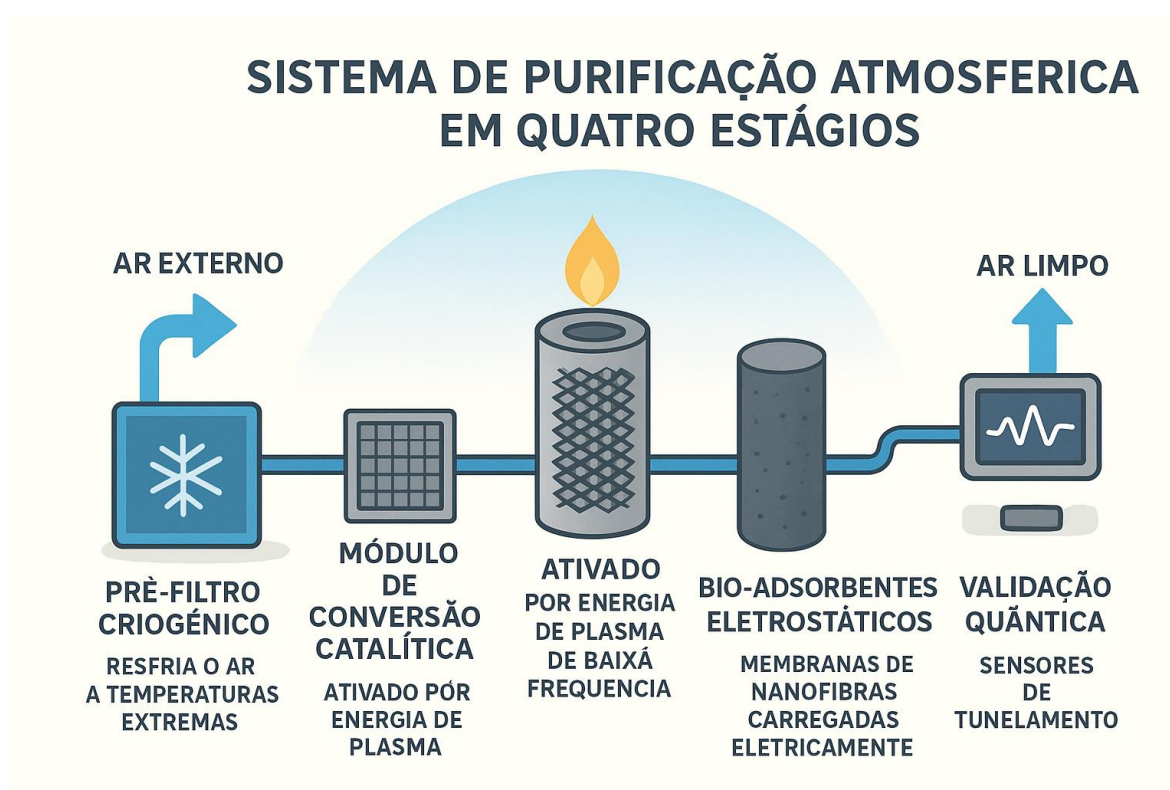 SISTEMA DE PURIFICAÇÃO ATMOSFERICA
EM QUATRO ESTÁGIOS
AR EXTERNO
AR LIMPO
PRÈ-FILTRO
CRIOGÉNICO
RESFRIA O AR
A TEMPERATURAS
EXTREMAS
MÓDULO
DE
CONVERSÃO
CATALÍTICA
ATIVADO PÓR
ENERGIA DE
PLASMA
ATIVADO
POR ENERGIA
DE PLASMA
DE BAIXÁ
FREQUENCIA
BIO-ADSORBENTES
ELETROSTÁTICOS
MEMBRANAS DE
NANOFIBRAS
CARREGADAS
ELETRICAMENTE
VALIDAÇÃO
QUÃNTICA
SENSORES
DE
TUNELAMENTO